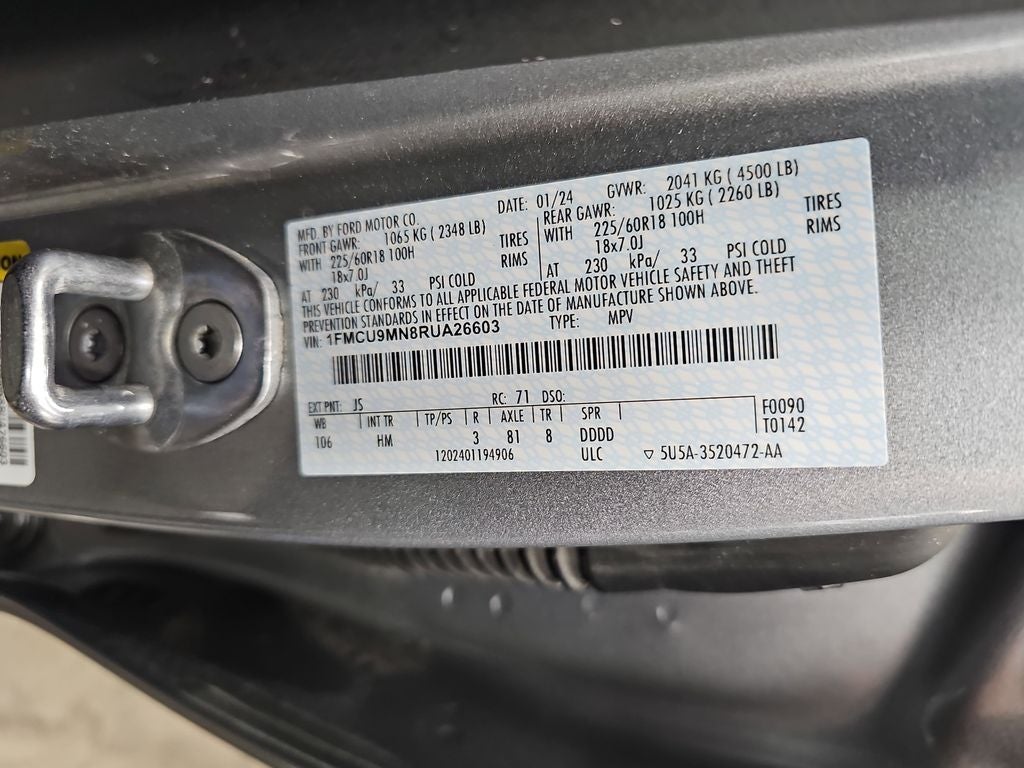 MFD. BY FORD MOTOR CO.
DATE: 01/24 GVWR: 2041 KG ( 4500 LB)
FRONT GAWR: 1065 KG ( 2348 LB) REAR GAWR: 1025 KG ( 2260 LB)
WITH 225/60R18 100H TIRES WITH 225/60R18 100H TIRES
18x7.0J RIMS 18x7.0J RIMS
AT 230 kPa/ 33 PSI COLD AT 230 kPa/ 33 PSI COLD
THIS VEHICLE CONFORMS TO ALL APPLICABLE FEDERAL MOTOR VEHICLE SAFETY AND THEFT
PREVENTION STANDARDS IN EFFECT ON THE DATE OF MANUFACTURE SHOWN ABOVE.
VIN: 1FMCU9MN8RUA26603 TYPE: MPV
EXT PNT: JS RC: 71 DSO:
WB INT TR TP/PS R AXLE TR SPR F0090
106 HM 3 81 8 DDDD T0142
1202401194906 ULC ▽ 5U5A-3520472-AA
ON